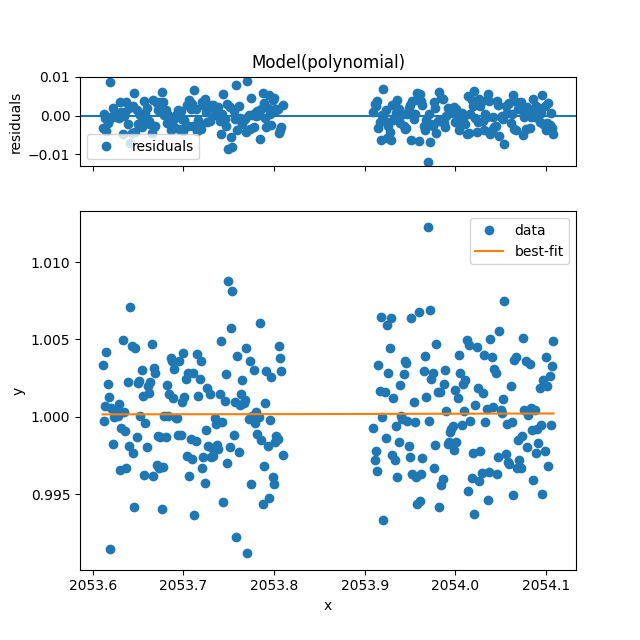 Model(polynomial)
0.01
0.00
−0.01
residuals
residuals
1.010
1.005
1.000
0.995
y
data
best-fit
2053.6
2053.7
2053.8
2053.9
2054.0
2054.1
x